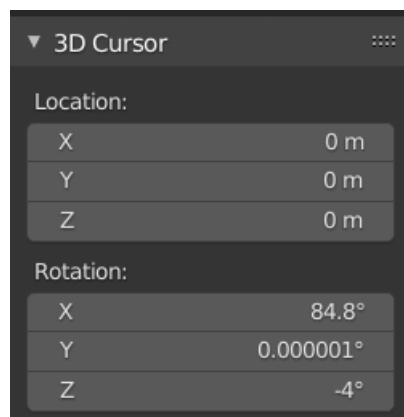 3D Cursor
Location:
X 0 m
Y 0 m
Z 0 m
Rotation:
X 84.8°
Y 0.000001°
Z -4°